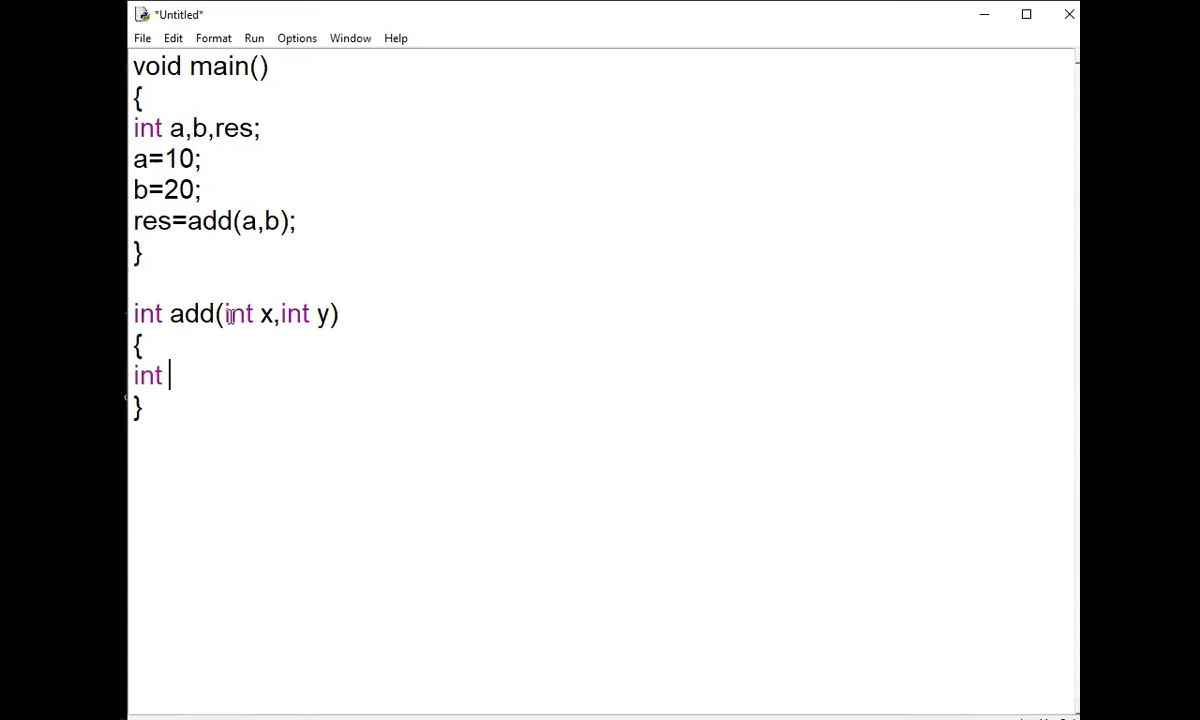 *Untitled*
File Edit Format Run Options Window Help
void main()
{
int a,b,res;
a=10;
b=20;
res=add(a,b);
}
int add(int x,int y)
{
int
}